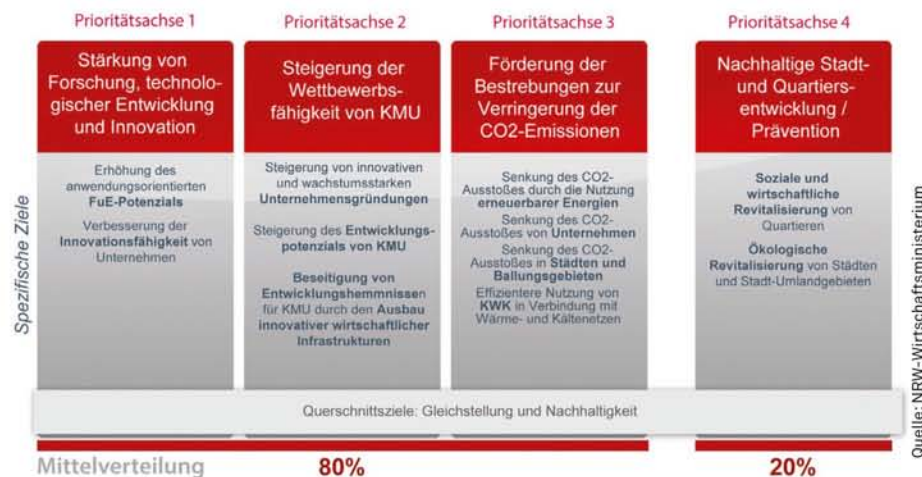 Prioritätsachse 1
Prioritätsachse 2
Prioritätsachse 3
Prioritätsachse 4
Stärkung von
Forschung, technolo-
gischer Entwicklung
und Innovation
Steigerung der
Wettbewerbs-
fähigkeit von KMU
Förderung der
Bestrebungen zur
Verringerung der
CO2-Emissionen
Nachhaltige Stadt-
und Quartiers-
entwicklung /
Prävention
Spezifische Ziele
Erhöhung des
anwendungsorientierten
FuE-Potenzials
Verbesserung der
Innovationsfähigkeit von
Unternehmen
Steigerung von innovativen
und wachstumsstarken
Unternehmensgründungen
Steigerung des Entwicklungs-
potenzials von KMU
Beseitigung von
Entwicklungshemmnissen
für KMU durch den Ausbau
innovativer wirtschaftlicher
Infrastrukturen
Senkung des CO2-
Ausstoßes durch die Nutzung
erneuerbarer Energien
Senkung des CO2-
Ausstoßes von Unternehmen
Senkung des CO2-
Ausstoßes in Städten und
Ballungsgebieten
Effizientere Nutzung von
KWK in Verbindung mit
Wärme- und Kältenetzen
Soziale und
wirtschaftliche
Revitalisierung von
Quartieren
Ökologische
Revitalisierung von Städten
und Stadt-Umlandgebieten
Querschnittsziele: Gleichstellung und Nachhaltigkeit
Mittelverteilung
80%
20%
Quelle: NRW-Wirtschaftsministerium